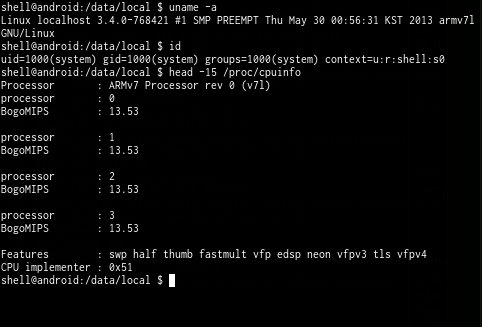 shell@android:/data/local $ uname -a
Linux localhost 3.4.0-768421 #1 SMP PREEMPT Thu May 30 00:56:31 KST 2013 armv7l
GNU/Linux
shell@android:/data/local $ id
uid=1000(system) gid=1000(system) groups=1000(system) context=u:r:shell:s0
shell@android:/data/local $ head -15 /proc/cpuinfo
Processor : ARMv7 Processor rev 0 (v7l)
processor : 0
BogoMIPS : 13.53
processor : 1
BogoMIPS : 13.53
processor : 2
BogoMIPS : 13.53
processor : 3
BogoMIPS : 13.53
Features : swp half thumb fastmult vfp edsp neon vfpv3 tls vfpv4
CPU implementer : 0x51
shell@android:/data/local $